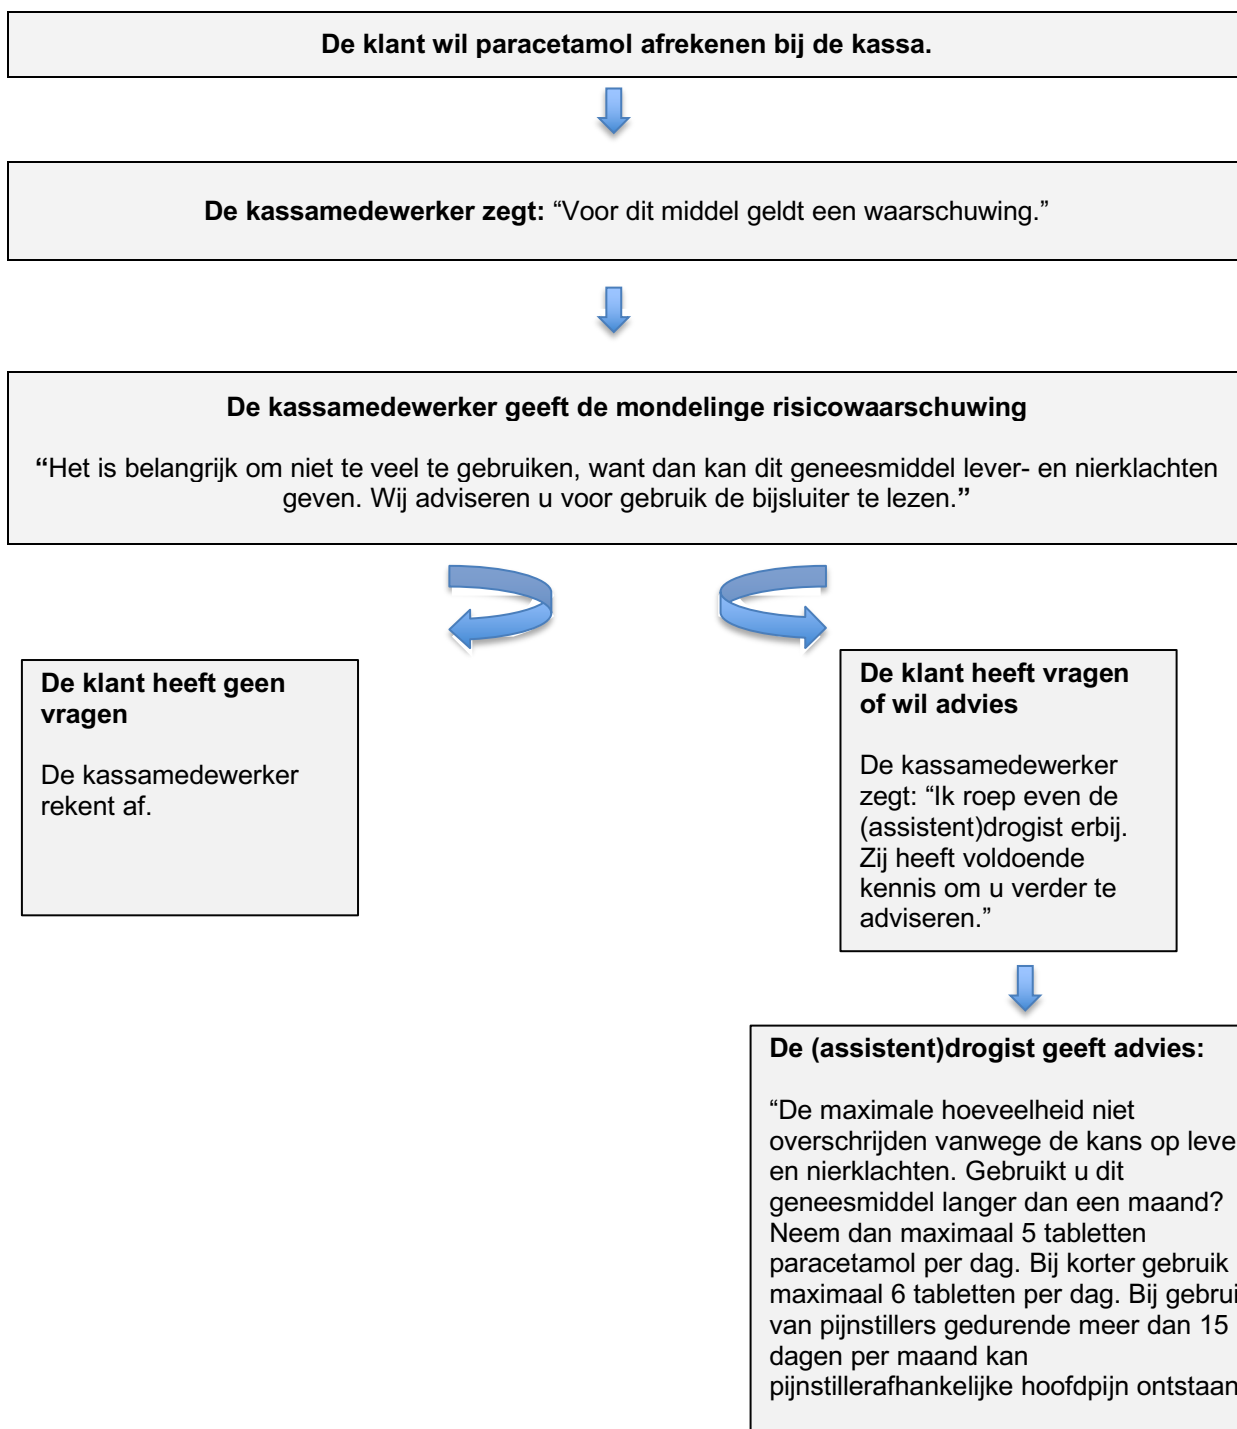 De klant wil paracetamol afrekenen bij de kassa.
De kassamedewerker zegt: “Voor dit middel geldt een waarschuwing.”
De kassamedewerker geeft de mondelinge risicowaarschuwing
“Het is belangrijk om niet te veel te gebruiken, want dan kan dit geneesmiddel lever- en nierklachten
geven. Wij adviseren u voor gebruik de bijsluiter te lezen.”
De klant heeft geen
vragen
De kassamedewerker
rekent af.
De klant heeft vragen
of wil advies
De kassamedewerker
zegt: “Ik roep even de
(assistent)drogist erbij.
Zij heeft voldoende
kennis om u verder te
adviseren.”
De (assistent)drogist geeft advies:
“De maximale hoeveelheid niet
overschrijden vanwege de kans op leve
en nierklachten. Gebruikt u dit
geneesmiddel langer dan een maand?
Neem dan maximaal 5 tabletten
paracetamol per dag. Bij korter gebruik
maximaal 6 tabletten per dag. Bij gebrui
van pijnstillers gedurende meer dan 15
dagen per maand kan
pijnstillerafhankelijke hoofdpijn ontstaan